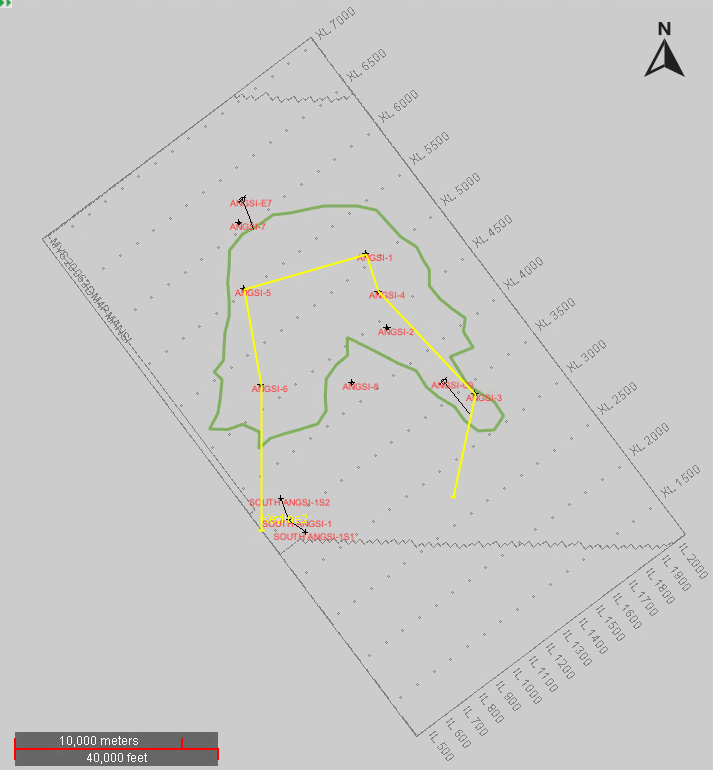 N
XL 7000
XL 6500
XL 6000
XL 5500
XL 5000
XL 4500
XL 4000
XL 3500
XL 3000
XL 2500
XL 2000
XL 1500
ANGSI-E7
ANGSI-7
ANGSI-1
ANGSI-5
ANGSI-4
ANGSI-2
ANGSI-6
ANGSI-8
ANGSI-3
SOUTH ANGSI-1S2
SOUTH ANGSI-1
SOUTH ANGSI-1S1
IL 2000
IL 1900
IL 1800
IL 1700
IL 1600
IL 1500
IL 1400
IL 1300
IL 1200
IL 1100
IL 1000
IL 900
IL 800
IL 700
IL 600
IL 500
10,000 meters
40,000 feet